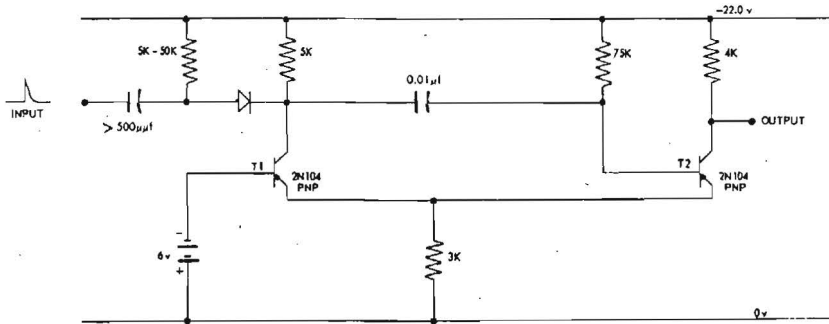 -22.0 v
5K-50K
5K
75K
4K
0.01μf
INPUT
> 500μμf
OUTPUT
T1
2N104
PNP
T2
2N104
PNP
-
6v
+
3K
0v